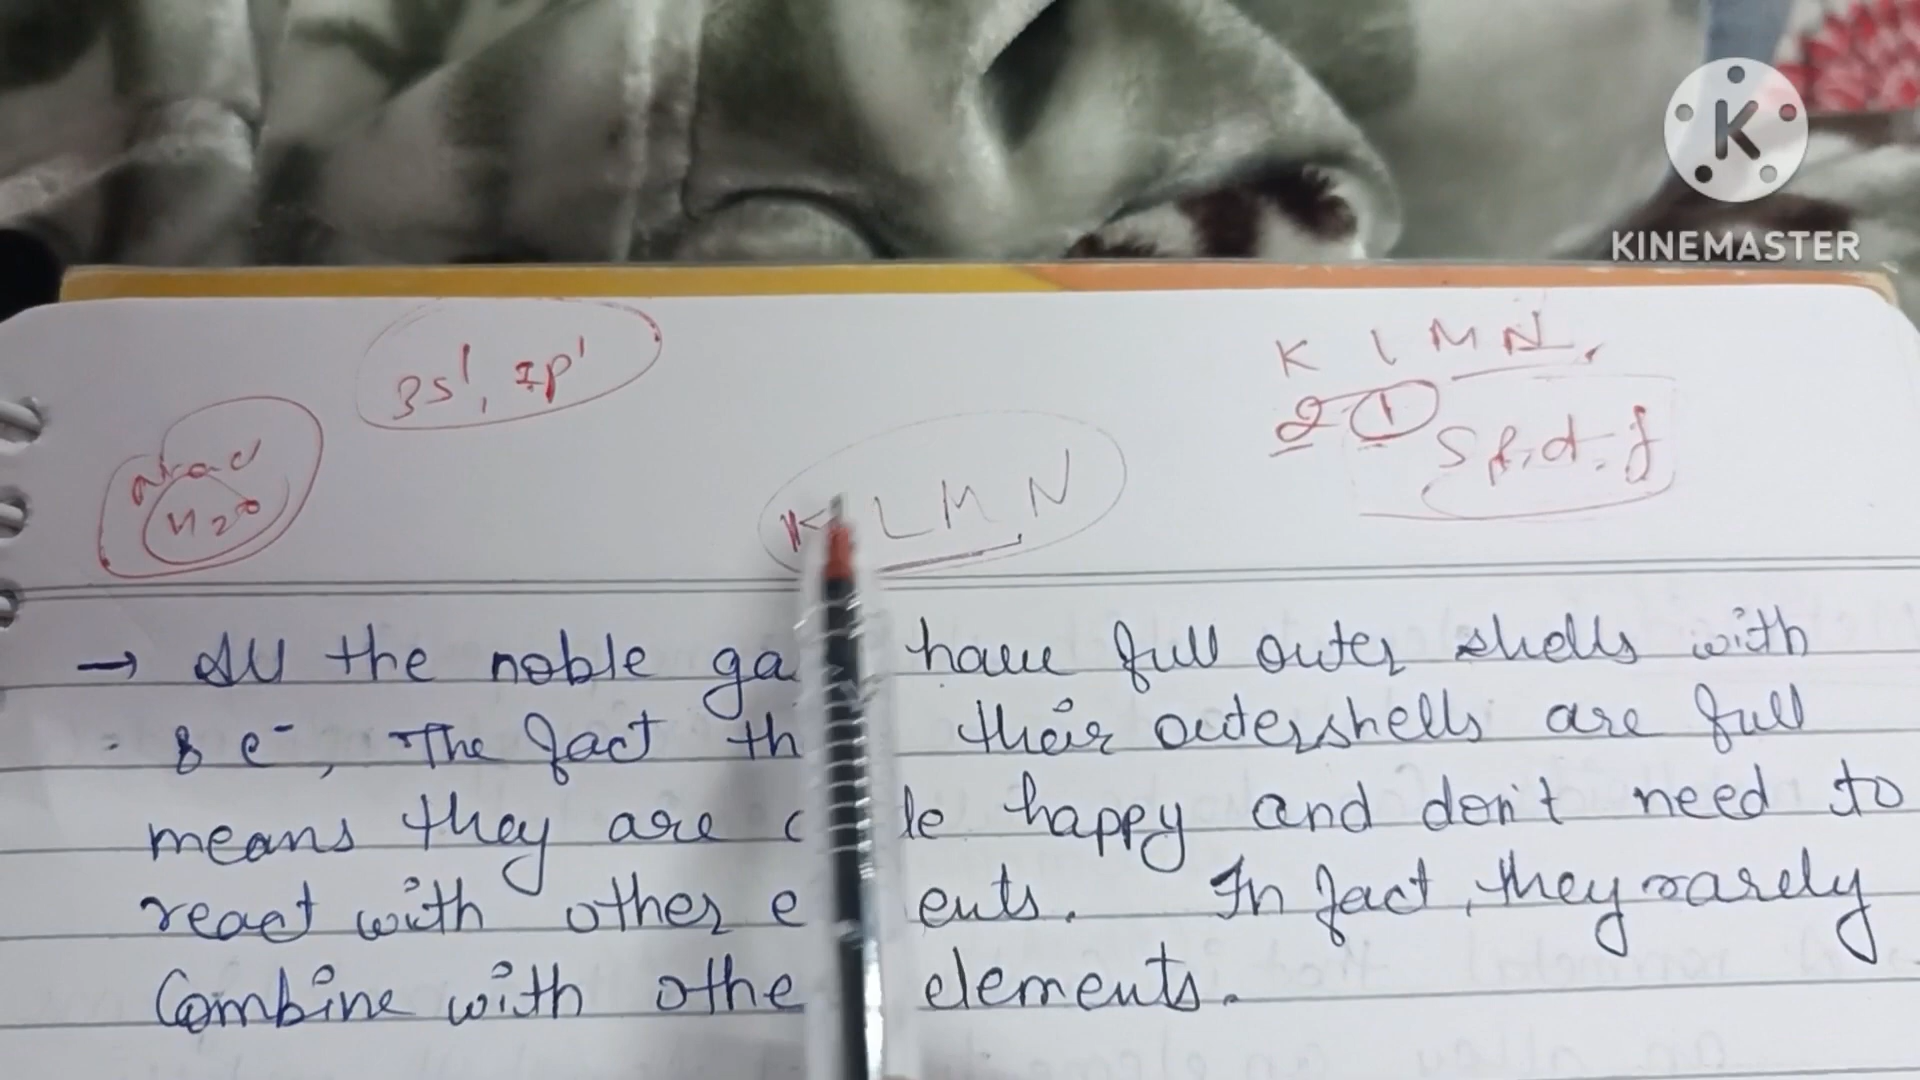 K
KINEMASTER
3s¹, 2p¹
K L M N
2 1
s p, d, f
H2O
K L M N
→ All the noble ga have full outer shells with
8 e⁻, The fact th their outershells are full
means they are le happy and don't need to
react with other e ents. In fact, they rarely
Combine with othe elements.